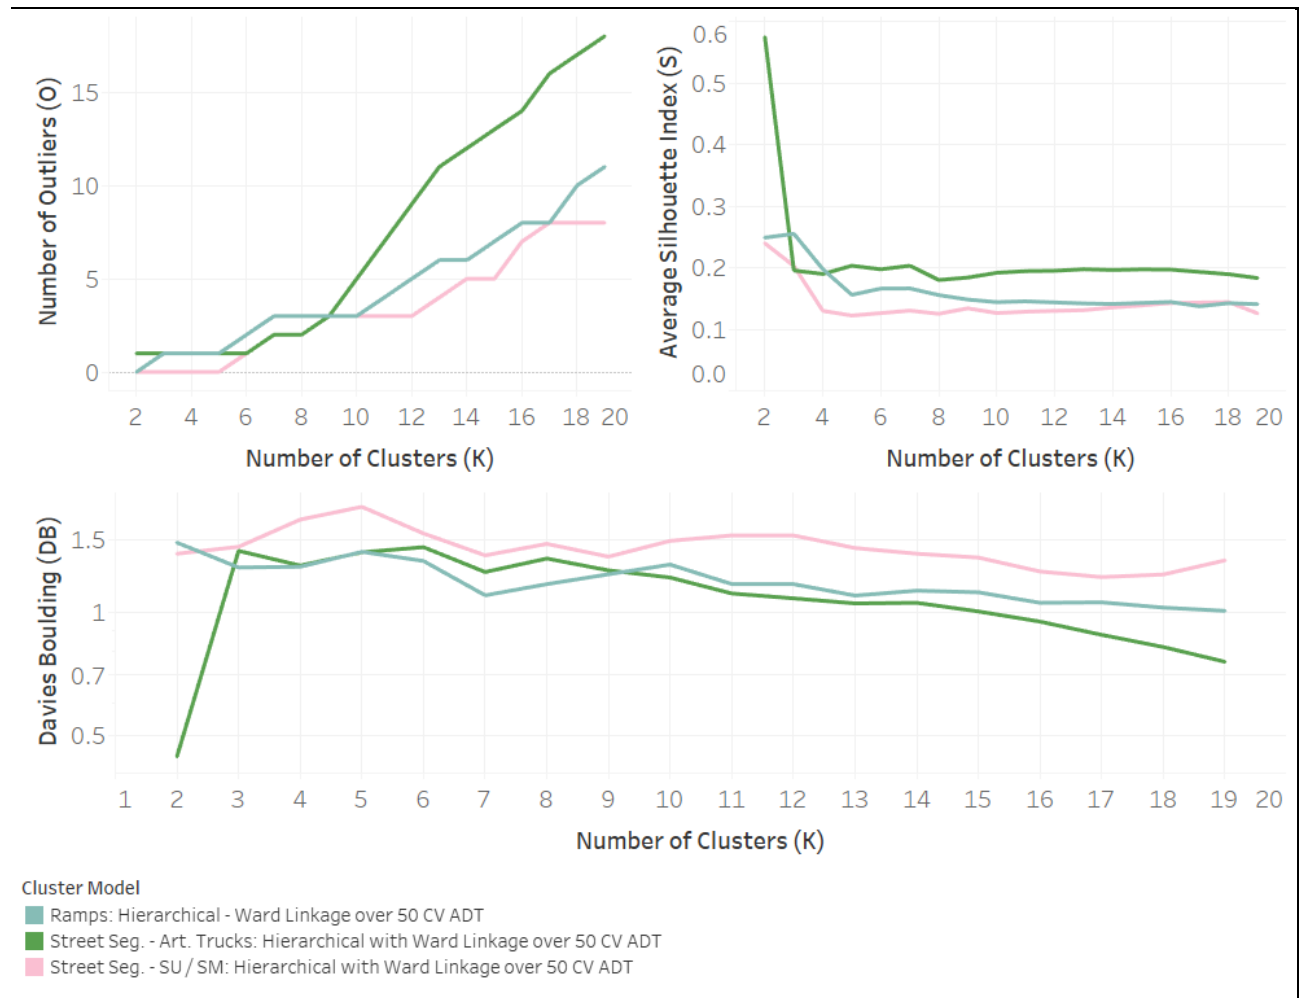 Number of Outliers (O)
15
10
5
0
2 4 6 8 10 12 14 16 18 20
Number of Clusters (K)
Average Silhouette Index (S)
0.6
0.5
0.4
0.3
0.2
0.1
0.0
2 4 6 8 10 12 14 16 18 20
Number of Clusters (K)
Davies Boulding (DB)
1.5
1
0.7
0.5
1 2 3 4 5 6 7 8 9 10 11 12 13 14 15 16 17 18 19 20
Number of Clusters (K)
Cluster Model
Ramps: Hierarchical - Ward Linkage over 50 CV ADT
Street Seg. - Art. Trucks: Hierarchical with Ward Linkage over 50 CV ADT
Street Seg. - SU / SM: Hierarchical with Ward Linkage over 50 CV ADT